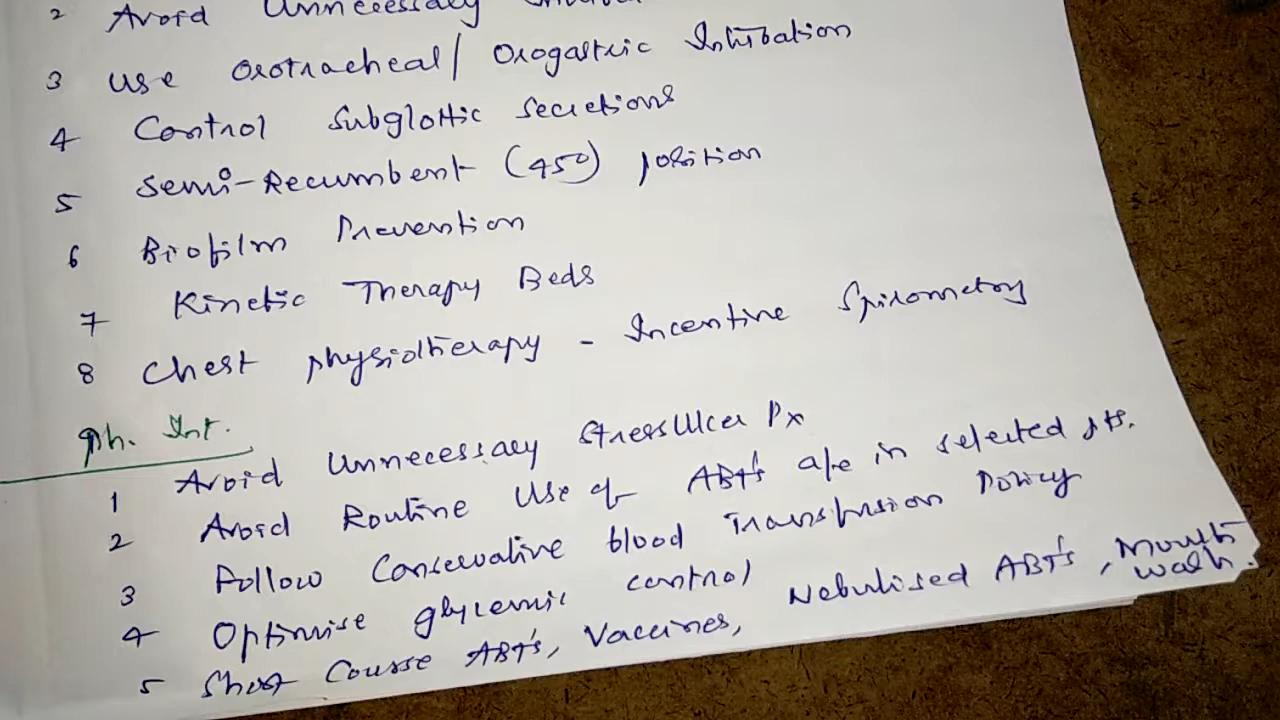 2 Avoid Unnecessary
3 Use Orotracheal/ Orogastric Intubation
4 Control Subglottic secretions
5 Semi-Recumbent (45°) position
6 Biofilm Prevention
7 Kinetic Therapy Beds
8 Chest physiotherapy - Incentive Spirometry
Ph. Int.
1 Avoid Unnecessary Stress Ulcer Px
2 Avoid Routine Use of ABT's a/e in selected pts.
3 Follow Conservative blood Transfusion Policy
4 Optimise glycemic control
5 Short Course ABT's, Vaccines, Nebulised ABT's, Mouth wash.